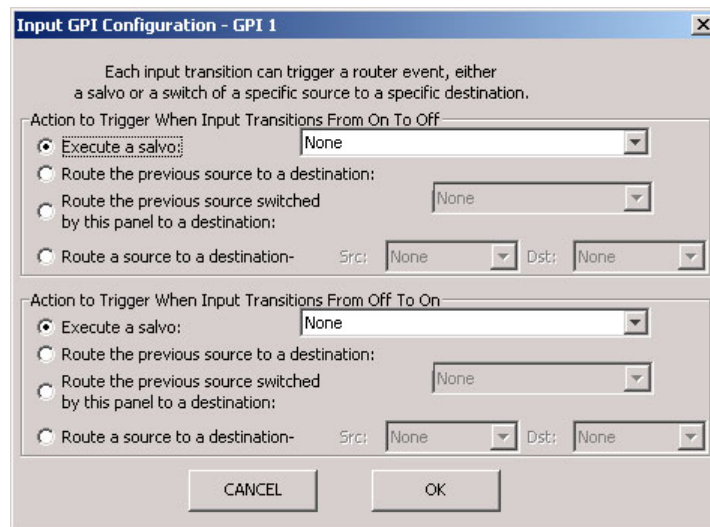 Input GPI Configuration - GPI 1
Each input transition can trigger a router event, either
a salvo or a switch of a specific source to a specific destination.
Action to Trigger When Input Transitions From On To Off
Execute a salvo: None
Route the previous source to a destination:
Route the previous source switched
by this panel to a destination: None
Route a source to a destination- Src: None Dst: None
Action to Trigger When Input Transitions From Off To On
Execute a salvo: None
Route the previous source to a destination:
Route the previous source switched
by this panel to a destination: None
Route a source to a destination- Src: None Dst: None
CANCEL OK